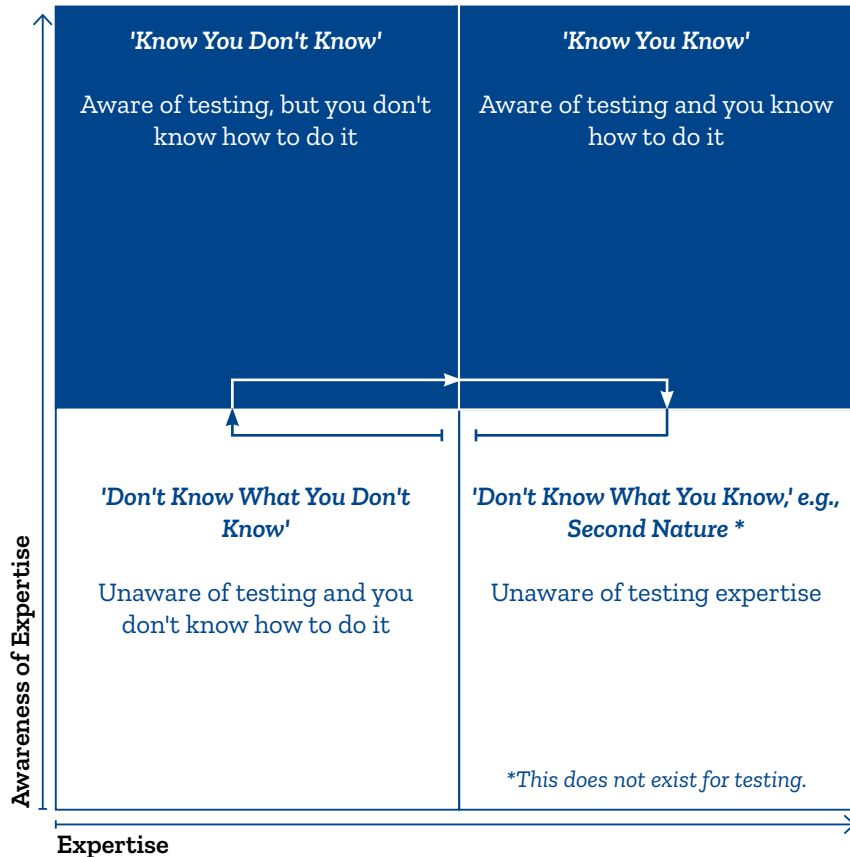 'Know You Don't Know'
Aware of testing, but you don't
know how to do it
'Know You Know'
Aware of testing and you know
how to do it
'Don't Know What You Don't
Know'
Unaware of testing and you
don't know how to do it
'Don't Know What You Know,' e.g.,
Second Nature *
Unaware of testing expertise
*This does not exist for testing.
Awareness of Expertise
Expertise